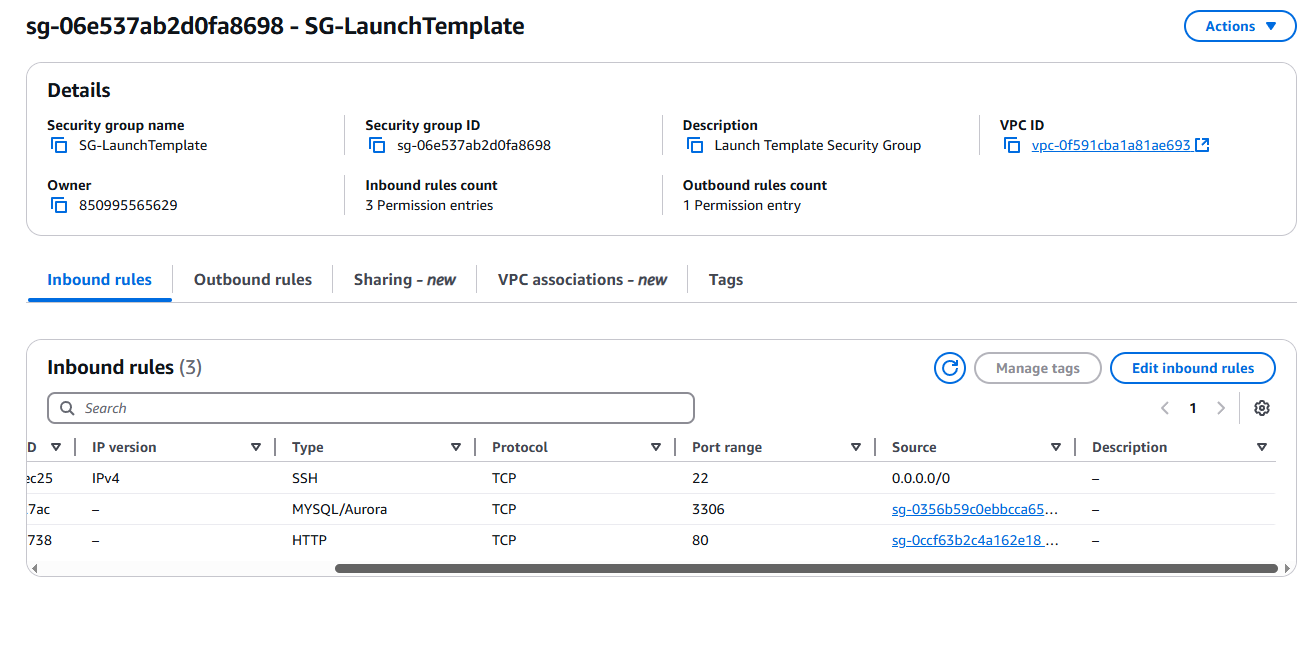 sg-06e537ab2d0fa8698 - SG-LaunchTemplate
Actions
Details
Security group name
SG-LaunchTemplate
Security group ID
sg-06e537ab2d0fa8698
Description
Launch Template Security Group
VPC ID
vpc-0f591cba1a81ae693
Owner
850995565629
Inbound rules count
3 Permission entries
Outbound rules count
1 Permission entry
Inbound rules Outbound rules Sharing - new VPC associations - new Tags
Inbound rules (3)
Manage tags
Edit inbound rules
Search
1
D IP version Type Protocol Port range Source Description
ec25 IPv4 SSH TCP 22 0.0.0.0/0 –
7ac – MYSQL/Aurora TCP 3306 sg-0356b59c0ebbcca65... –
738 – HTTP TCP 80 sg-0ccf63b2c4a162e18 ... –